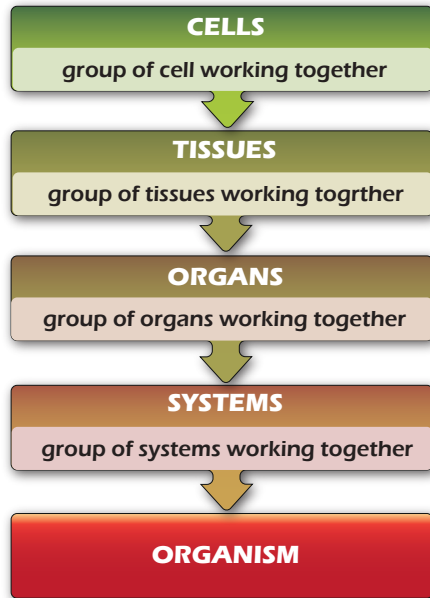 CELLS
group of cell working together
TISSUES
group of tissues working togrther
ORGANS
group of organs working together
SYSTEMS
group of systems working together
ORGANISM